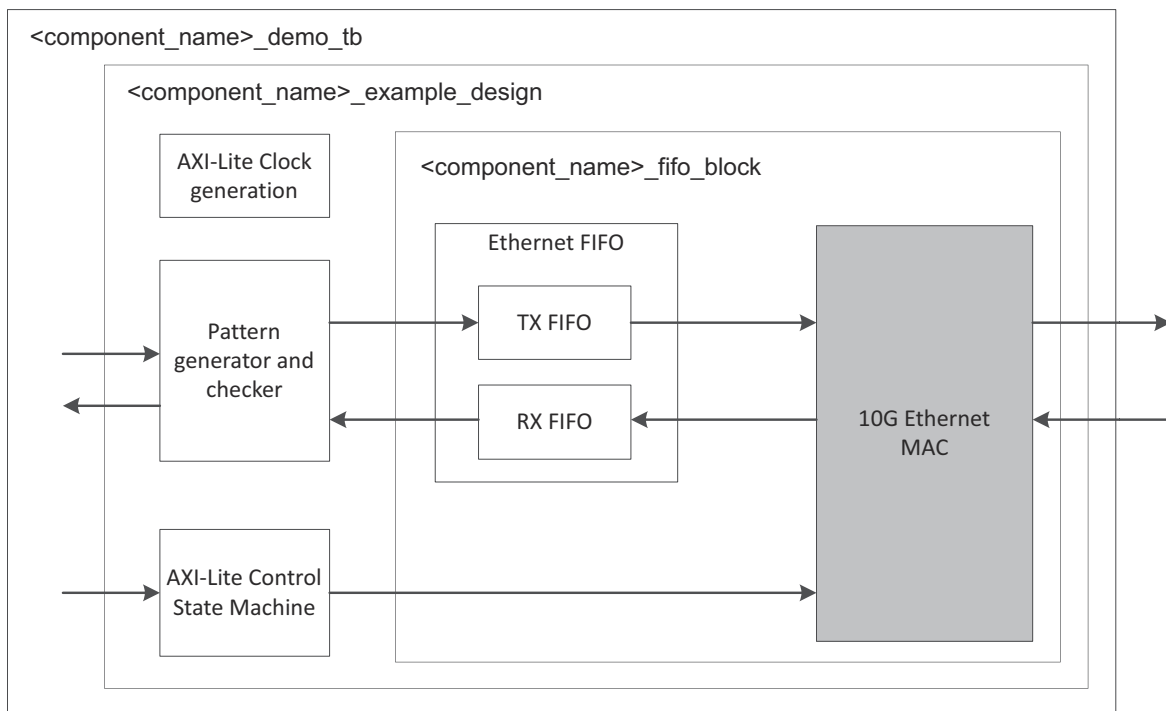 <component_name>_demo_tb
<component_name>_example_design
AXI-Lite Clock
generation
<component_name>_fifo_block
Ethernet FIFO
TX FIFO
Pattern
generator and
checker
RX FIFO
10G Ethernet
MAC
AXI-Lite Control
State Machine